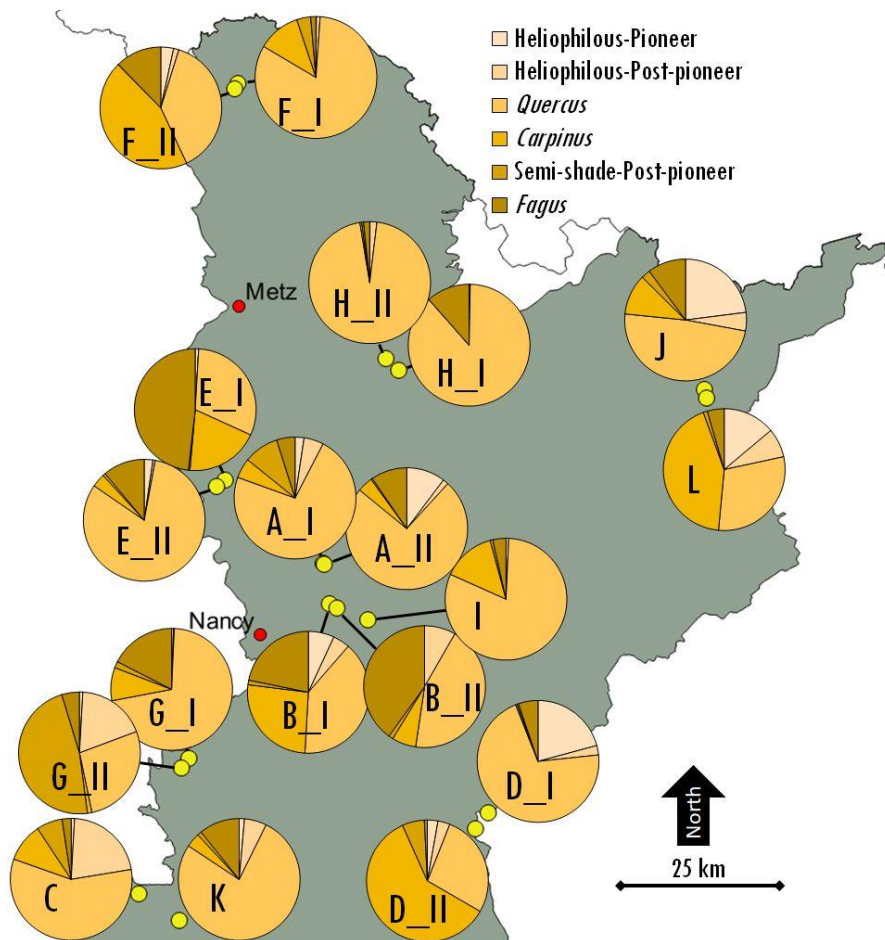 Heliophilous-Pioneer
Heliophilous-Post-pioneer
Quercus
Carpinus
Semi-shade-Post-pioneer
Fagus
F_II
F_I
Metz
H_II
H_I
J
E_I
L
A_I
E_II
A_II
I
Nancy
B_I
B_II
G_I
G_II
D_I
North
C
K
D_II
25 km